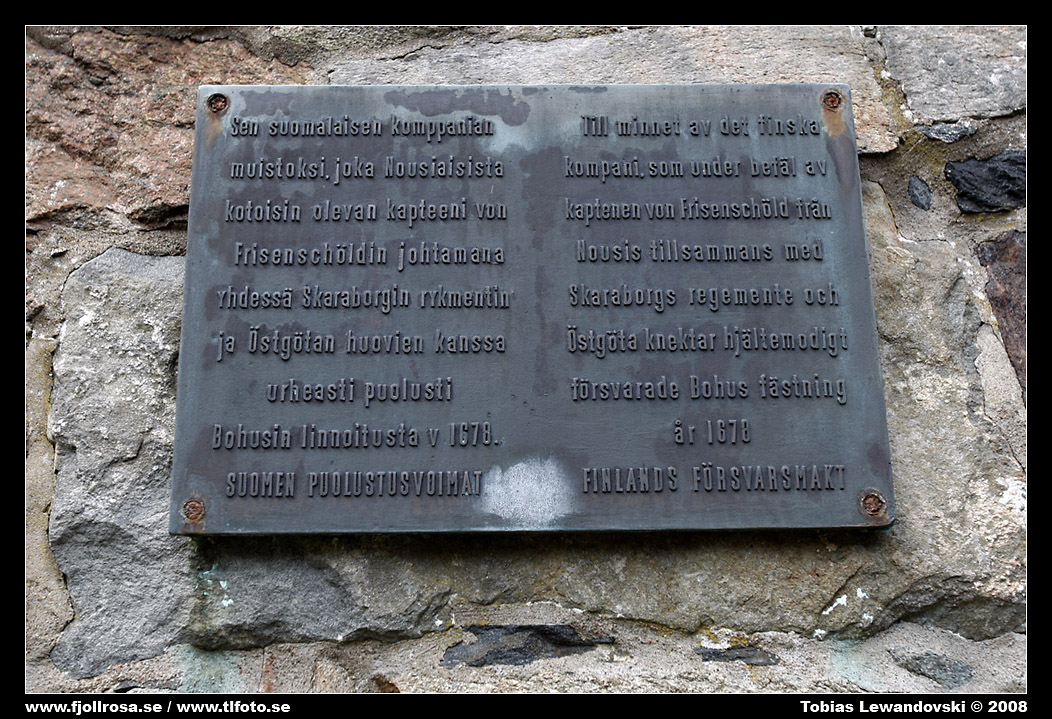 Sen suomalaisen komppanian
muistoksi, joka Nousiaisista
kotoisin olevan kapteeni von
Frisenschöldin johtamana
yhdessä Skaraborgin rykmentin
ja Östgötan huovien kanssa
urheasti puolusti
Bohusin linnoitusta v 1678.
SUOMEN PUOLUSTUSVOIMAT
Till minnet av det finska
kompani, som under befäl av
kaptenen von Frisenschöld från
Nousis tillsammans med
Skaraborgs regemente och
Östgöta knektar hjältemodigt
försvarade Bohus fästning
år 1678
FINLANDS FÖRSVARSMAKT
www.fjollrosa.se / www.tlfoto.se
Tobias Lewandovski © 2008